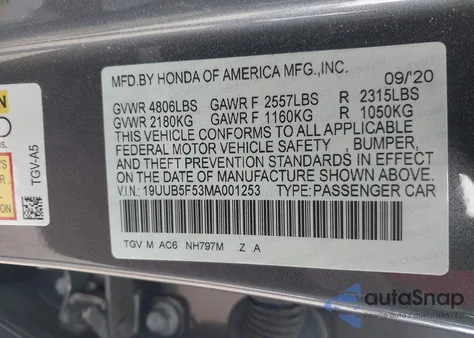 MFD.BY HONDA OF AMERICA MFG.,INC.
09/20
GVWR 4806LBS GAWR F 2557LBS R 2315LBS
GVWR 2180KG GAWR F 1160KG R 1050KG
THIS VEHICLE CONFORMS TO ALL APPLICABLE
FEDERAL MOTOR VEHICLE SAFETY , BUMPER,
AND THEFT PREVENTION STANDARDS IN EFFECT
ON THE DATE OF MANUFACTURE SHOWN ABOVE.
V.I.N: 19UUB5F53MA001253 TYPE:PASSENGER CAR
TGV M AC6 NH797M .Z .A
TGV-A5
autoSnap